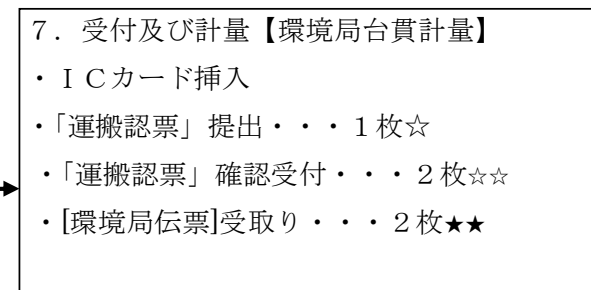 ７．受付及び計量【環境局台貫計量】
・ＩＣカード挿入
・「運搬認票」提出・・・１枚☆
・「運搬認票」確認受付・・・２枚☆☆
・[環境局伝票]受取り・・・２枚★★